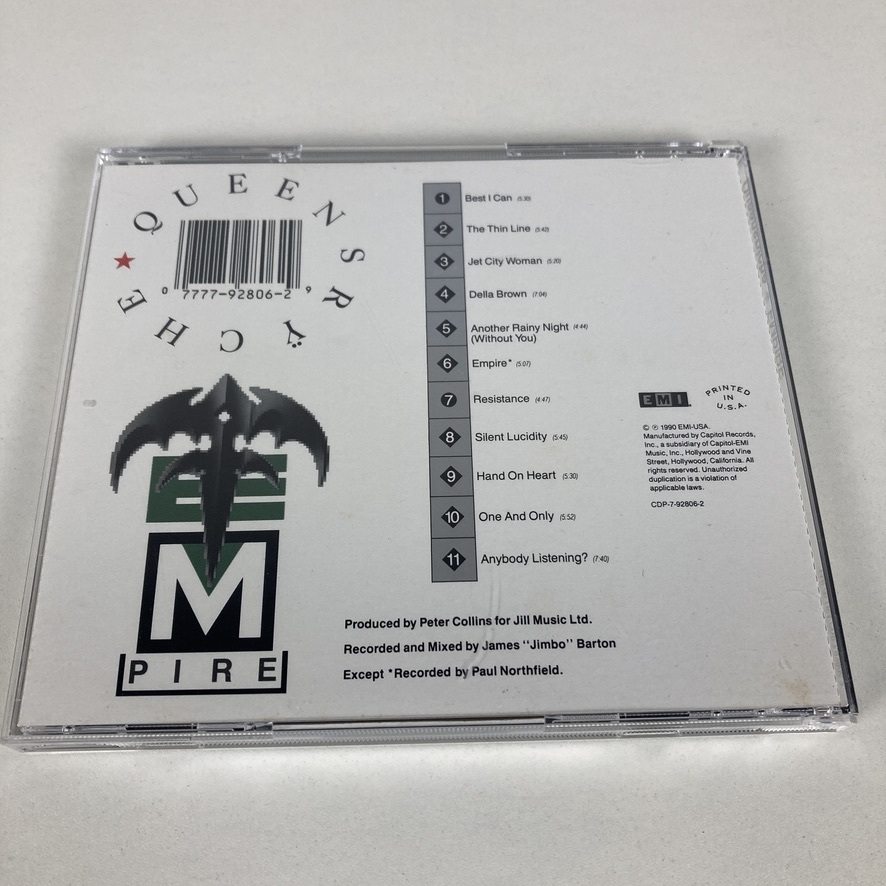 QUEENSRŸCHE
0 7777-92806-2 9
E
M
PIRE
1 Best I Can (5:30)
2 The Thin Line (5:42)
3 Jet City Woman (5:20)
4 Della Brown (7:04)
5 Another Rainy Night (4:44)
(Without You)
6 Empire* (5:07)
7 Resistance (4:47)
8 Silent Lucidity (5:45)
9 Hand On Heart (5:30)
10 One And Only (5:52)
11 Anybody Listening? (7:40)
Produced by Peter Collins for Jill Music Ltd.
Recorded and Mixed by James "Jimbo" Barton
Except *Recorded by Paul Northfield.
EMI
PRINTED
IN
U.S.A.
© ℗ 1990 EMI-USA.
Manufactured by Capitol Records,
Inc., a subsidiary of Capitol-EMI
Music, Inc., Hollywood and Vine
Street, Hollywood, California. All
rights reserved. Unauthorized
duplication is a violation of
applicable laws.
CDP-7-92806-2